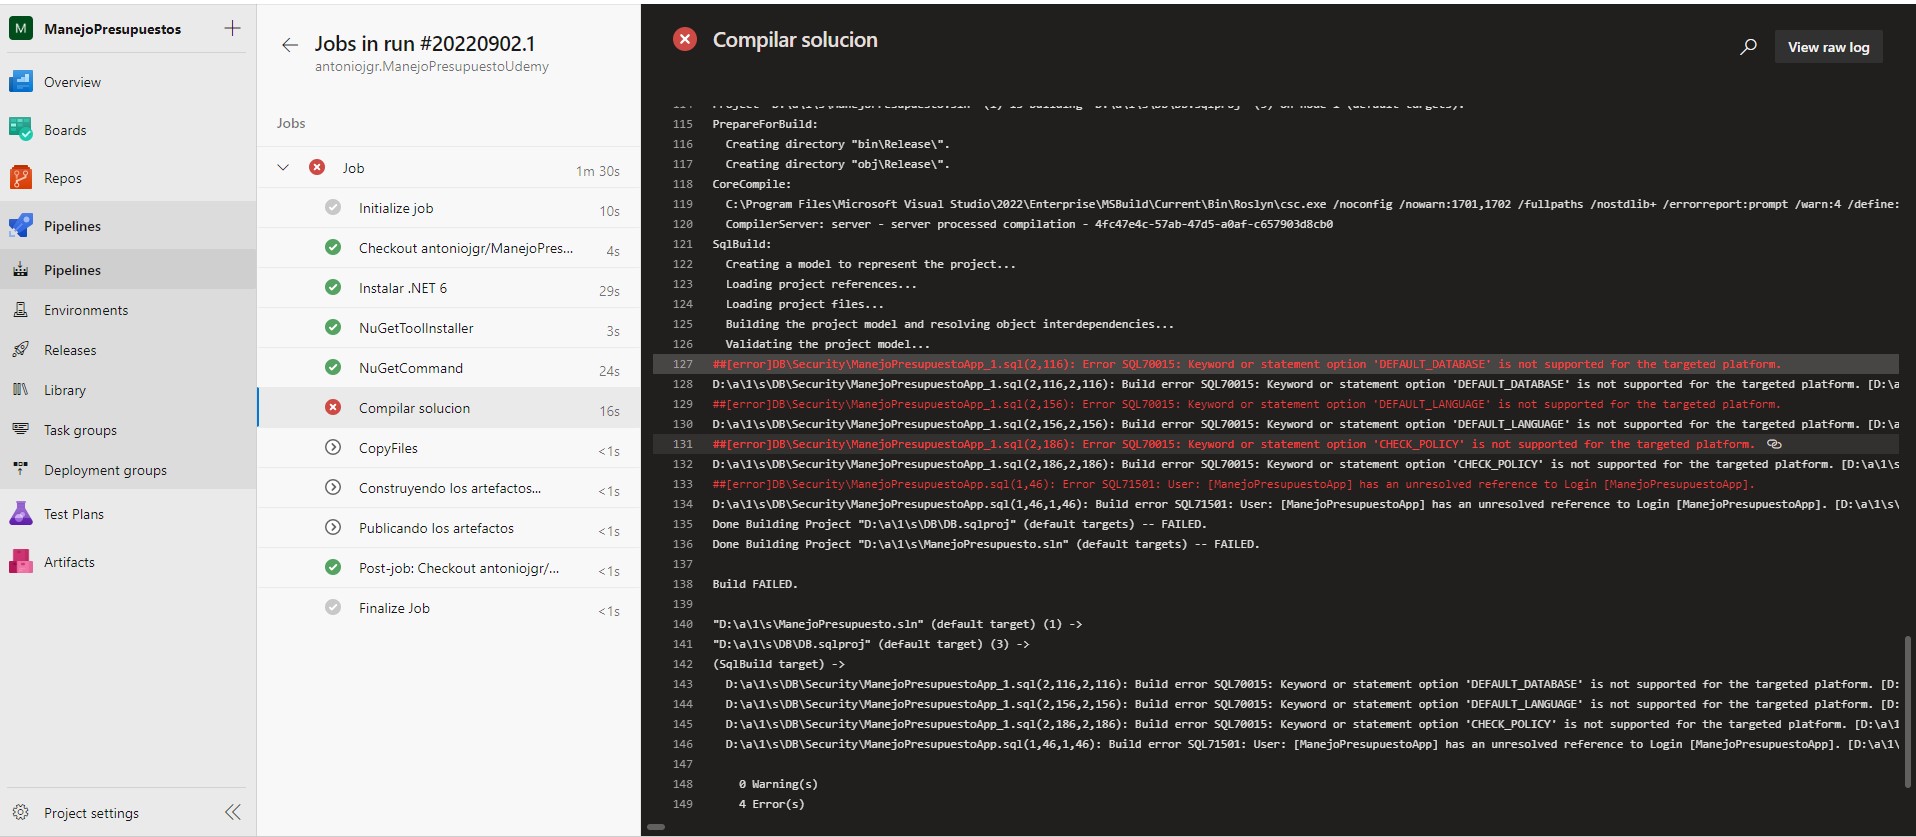 M ManejoPresupuestos
Overview
Boards
Repos
Pipelines
Pipelines
Environments
Releases
Library
Task groups
Deployment groups
Test Plans
Artifacts
Project settings
Jobs in run #20220902.1
antoniojgr.ManejoPresupuestoUdemy
Jobs
Job 1m 30s
Initialize job 10s
Checkout antoniojgr/ManejoPres... 4s
Instalar .NET 6 29s
NuGetToolInstaller 3s
NuGetCommand 24s
Compilar solucion 16s
CopyFiles <1s
Construyendo los artefactos... <1s
Publicando los artefactos <1s
Post-job: Checkout antoniojgr/... <1s
Finalize Job <1s
Compilar solucion
View raw log
114 Project "D:\a\1\s\ManejoPresupuesto.sln" (1) is building "D:\a\1\s\DB\DB.sqlproj" (3) on node 1 (default targets).
115 PrepareForBuild:
116 Creating directory "bin\Release\".
117 Creating directory "obj\Release\".
118 CoreCompile:
119 C:\Program Files\Microsoft Visual Studio\2022\Enterprise\MSBuild\Current\Bin\Roslyn\csc.exe /noconfig /nowarn:1701,1702 /fullpaths /nostdlib+ /errorreport:prompt /warn:4 /define:
120 CompilerServer: server - server processed compilation - 4fc47e4c-57ab-47d5-a0af-c657903d8cb0
121 SqlBuild:
122 Creating a model to represent the project...
123 Loading project references...
124 Loading project files...
125 Building the project model and resolving object interdependencies...
126 Validating the project model...
127 ##[error]DB\Security\ManejoPresupuestoApp_1.sql(2,116): Error SQL70015: Keyword or statement option 'DEFAULT_DATABASE' is not supported for the targeted platform.
128 D:\a\1\s\DB\Security\ManejoPresupuestoApp_1.sql(2,116,2,116): Build error SQL70015: Keyword or statement option 'DEFAULT_DATABASE' is not supported for the targeted platform. [D:\a
129 ##[error]DB\Security\ManejoPresupuestoApp_1.sql(2,156): Error SQL70015: Keyword or statement option 'DEFAULT_LANGUAGE' is not supported for the targeted platform.
130 D:\a\1\s\DB\Security\ManejoPresupuestoApp_1.sql(2,156,2,156): Build error SQL70015: Keyword or statement option 'DEFAULT_LANGUAGE' is not supported for the targeted platform. [D:\a
131 ##[error]DB\Security\ManejoPresupuestoApp_1.sql(2,186): Error SQL70015: Keyword or statement option 'CHECK_POLICY' is not supported for the targeted platform.
132 D:\a\1\s\DB\Security\ManejoPresupuestoApp_1.sql(2,186,2,186): Build error SQL70015: Keyword or statement option 'CHECK_POLICY' is not supported for the targeted platform. [D:\a\1\s
133 ##[error]DB\Security\ManejoPresupuestoApp.sql(1,46): Error SQL71501: User: [ManejoPresupuestoApp] has an unresolved reference to Login [ManejoPresupuestoApp].
134 D:\a\1\s\DB\Security\ManejoPresupuestoApp.sql(1,46,1,46): Build error SQL71501: User: [ManejoPresupuestoApp] has an unresolved reference to Login [ManejoPresupuestoApp]. [D:\a\1\s\
135 Done Building Project "D:\a\1\s\DB\DB.sqlproj" (default targets) -- FAILED.
136 Done Building Project "D:\a\1\s\ManejoPresupuesto.sln" (default targets) -- FAILED.
137
138 Build FAILED.
139
140 "D:\a\1\s\ManejoPresupuesto.sln" (default target) (1) ->
141 "D:\a\1\s\DB\DB.sqlproj" (default target) (3) ->
142 (SqlBuild target) ->
143 D:\a\1\s\DB\Security\ManejoPresupuestoApp_1.sql(2,116,2,116): Build error SQL70015: Keyword or statement option 'DEFAULT_DATABASE' is not supported for the targeted platform. [D:
144 D:\a\1\s\DB\Security\ManejoPresupuestoApp_1.sql(2,156,2,156): Build error SQL70015: Keyword or statement option 'DEFAULT_LANGUAGE' is not supported for the targeted platform. [D:
145 D:\a\1\s\DB\Security\ManejoPresupuestoApp_1.sql(2,186,2,186): Build error SQL70015: Keyword or statement option 'CHECK_POLICY' is not supported for the targeted platform. [D:\a\1
146 D:\a\1\s\DB\Security\ManejoPresupuestoApp.sql(1,46,1,46): Build error SQL71501: User: [ManejoPresupuestoApp] has an unresolved reference to Login [ManejoPresupuestoApp]. [D:\a\1\
147
148 0 Warning(s)
149 4 Error(s)